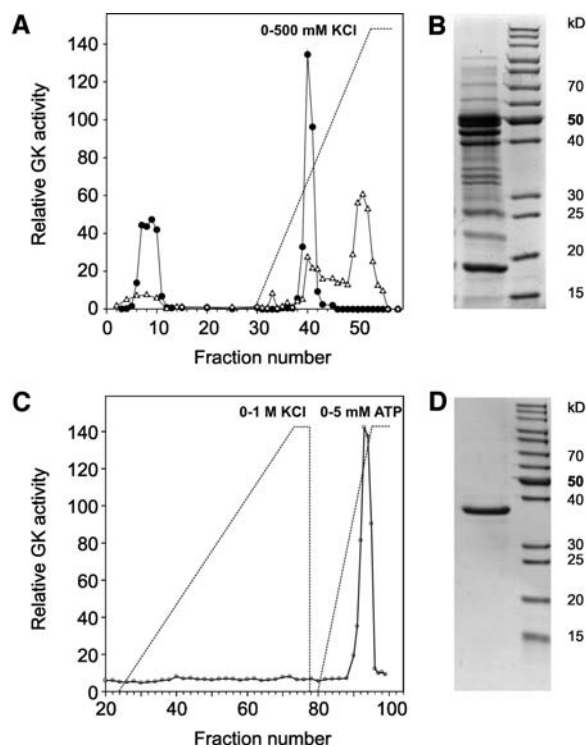 A
0-500 mM KCl
Relative GK activity
140
120
100
80
60
40
20
0
0 10 20 30 40 50
Fraction number
B
kD
70
50
40
30
25
20
15
C
0-1 M KCl 0-5 mM ATP
Relative GK activity
140
120
100
80
60
40
20
0
20 40 60 80 100
Fraction number
D
kD
70
50
40
30
25
20
15